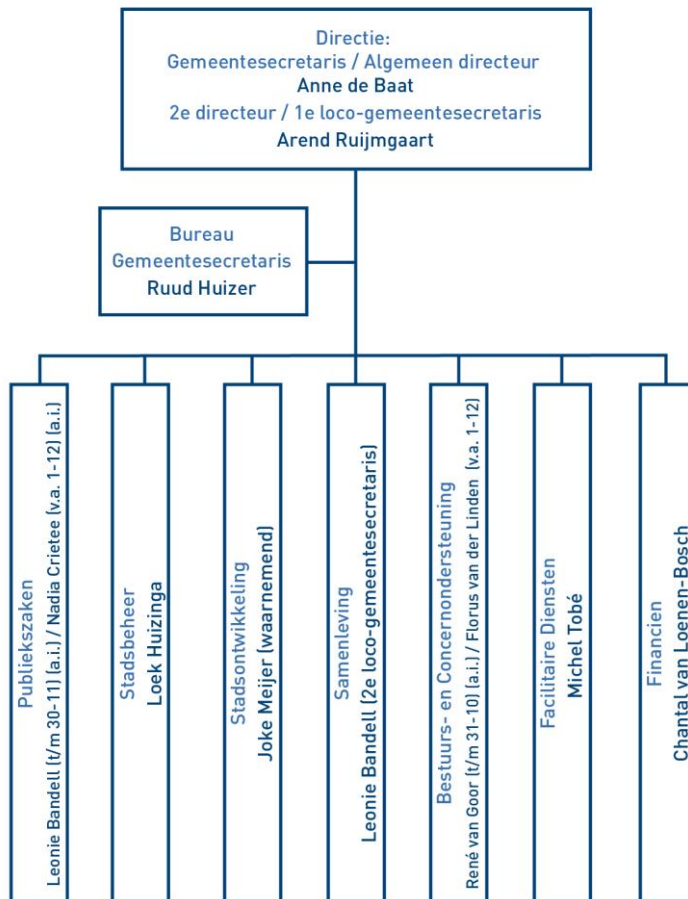 Directie:
Gemeentesecretaris / Algemeen directeur
Anne de Baat
2e directeur / 1e loco-gemeentesecretaris
Arend Ruijmgaart
Bureau
Gemeentesecretaris
Ruud Huizer
Publiekszaken
Leonie Bandell (t/m 30-11) (a.i.) / Nadia Crietee (v.a. 1-12) (a.i.)
Stadsbeheer
Loek Huizinga
Stadsontwikkeling
Joke Meijer (waarnemend)
Samenleving
Leonie Bandell (2e loco-gemeentesecretaris)
Bestuurs- en Concernondersteuning
René van Goor (t/m 31-10) (a.i.) / Florus van der Linden (v.a. 1-12)
Facilitaire Diensten
Michel Tobé
Financien
Chantal van Loenen-Bosch